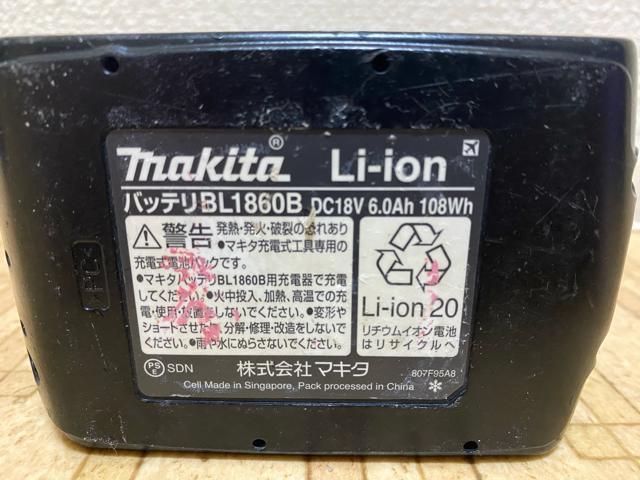 makita® Li-ion
バッテリBL1860B DC18V 6.0Ah 108Wh
警告 発熱・発火・破裂の恐れあり
●マキタ充電式工具専用の
充電式電池パックです。
●マキタバッテリBL1860B用充電器で充電
してください。●火中投入、加熱、高温での充
電・使用・放置をしないでください。●変形や
ショートさせたり、分解・修理・改造をしないで
ください。●雨や水にぬらさないでください。
Li-ion 20
リチウムイオン電池
はリサイクルへ
PS E SDN 株式会社 マキタ 807F95A8
Cell Made in Singapore, Pack processed in China ✻
>PC<